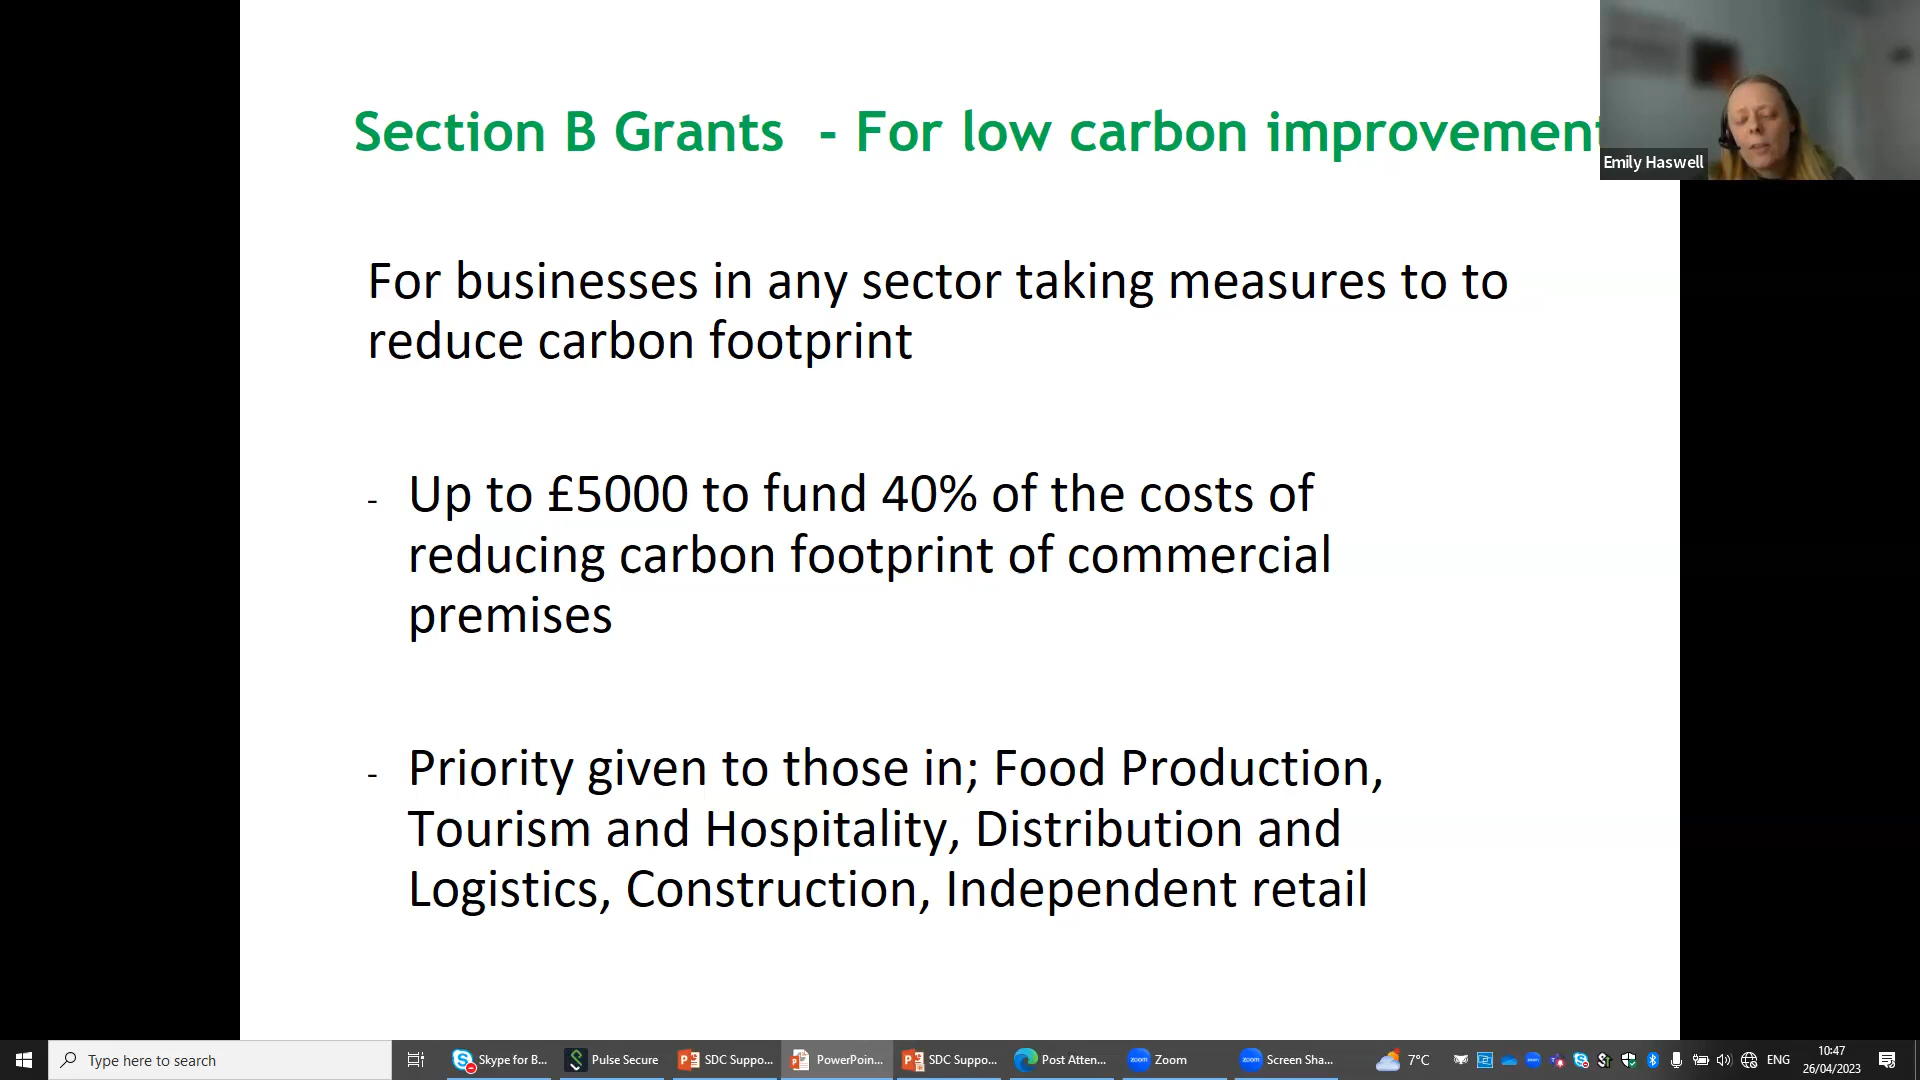 Section B Grants  - For low carbon improvement
Emily Haswell
For businesses in any sector taking measures to to
reduce carbon footprint
- Up to £5000 to fund 40% of the costs of
reducing carbon footprint of commercial
premises
- Priority given to those in; Food Production,
Tourism and Hospitality, Distribution and
Logistics, Construction, Independent retail
Type here to search
Skype for B...
Pulse Secure
SDC Suppo...
PowerPoin...
SDC Suppo...
Post Atten...
Zoom
Screen Sha...
7°C
ENG
10:47
26/04/2023